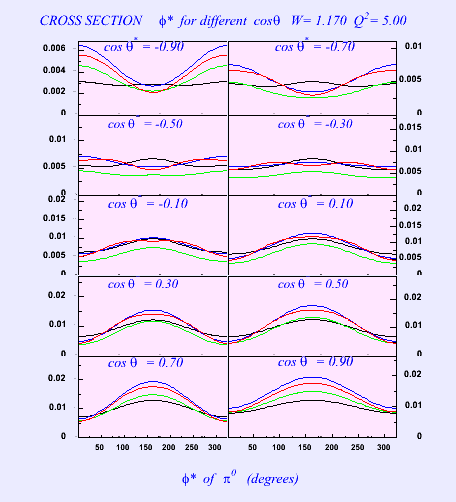 CROSS SECTION ϕ* for different cosθ W = 1.170 Q² = 5.00
cos θ* = -0.90
cos θ* = -0.70
0.006
0.004
0.002
0
0.01
0.005
0
cos θ = -0.50
cos θ = -0.30
0.01
0.005
0
0.015
0.01
0.005
0
cos θ = -0.10
cos θ = 0.10
0.02
0.015
0.01
0.005
0
0.02
0.015
0.01
0.005
0
cos θ = 0.30
cos θ = 0.50
0.02
0.01
0
0.02
0.01
0
cos θ = 0.70
cos θ = 0.90
0.02
0.01
0
0.02
0.01
0
50 100 150 200 250 300 50 100 150 200 250 300
ϕ* of π⁰ (degrees)